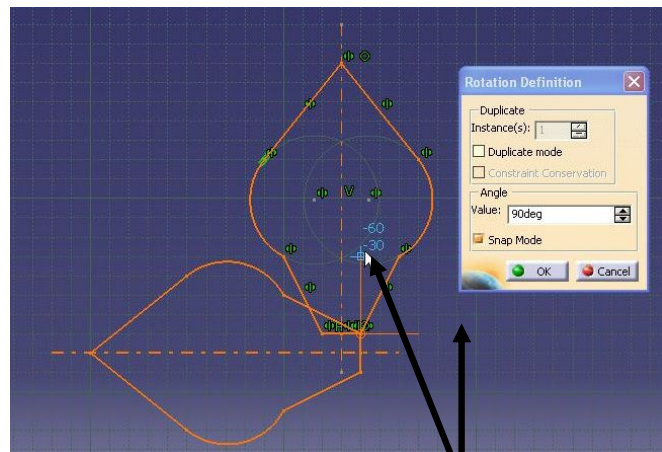 Rotation Definition
Duplicate
Instance(s): 1
Duplicate mode
Constraint Conservation
Angle
Value: 90deg
Snap Mode
OK Cancel
V
-60
-30